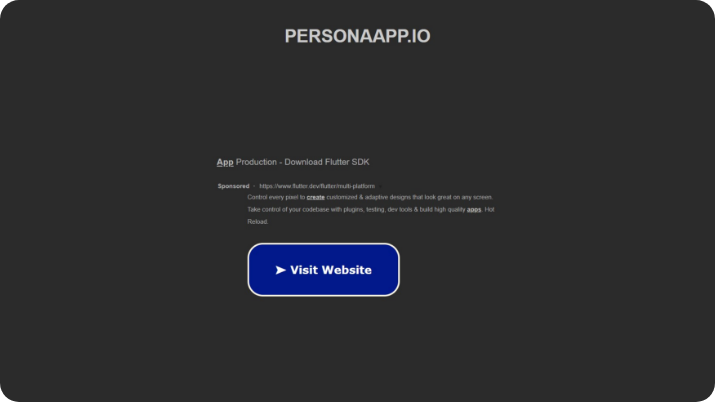 PERSONAAPP.IO
App Production - Download Flutter SDK
Sponsored · https://www.flutter.dev/flutter/multi-platform
Control every pixel to create customized & adaptive designs that look great on any screen.
Take control of your codebase with plugins, testing, dev tools & build high quality apps. Hot
Reload.
➤ Visit Website